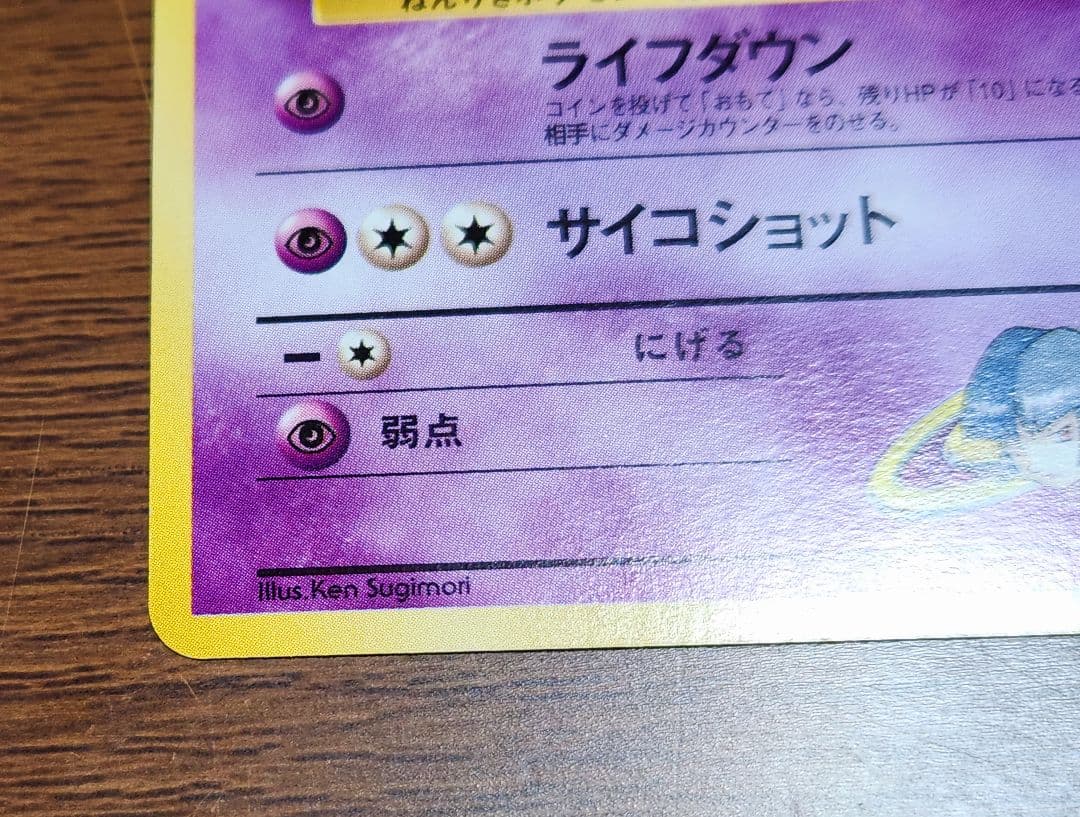 ライフダウン
コインを投げて「おもて」なら、残りHPが「10」になる
相手にダメージカウンターをのせる。
サイコショット
にげる
弱点
Illus. Ken Sugimori